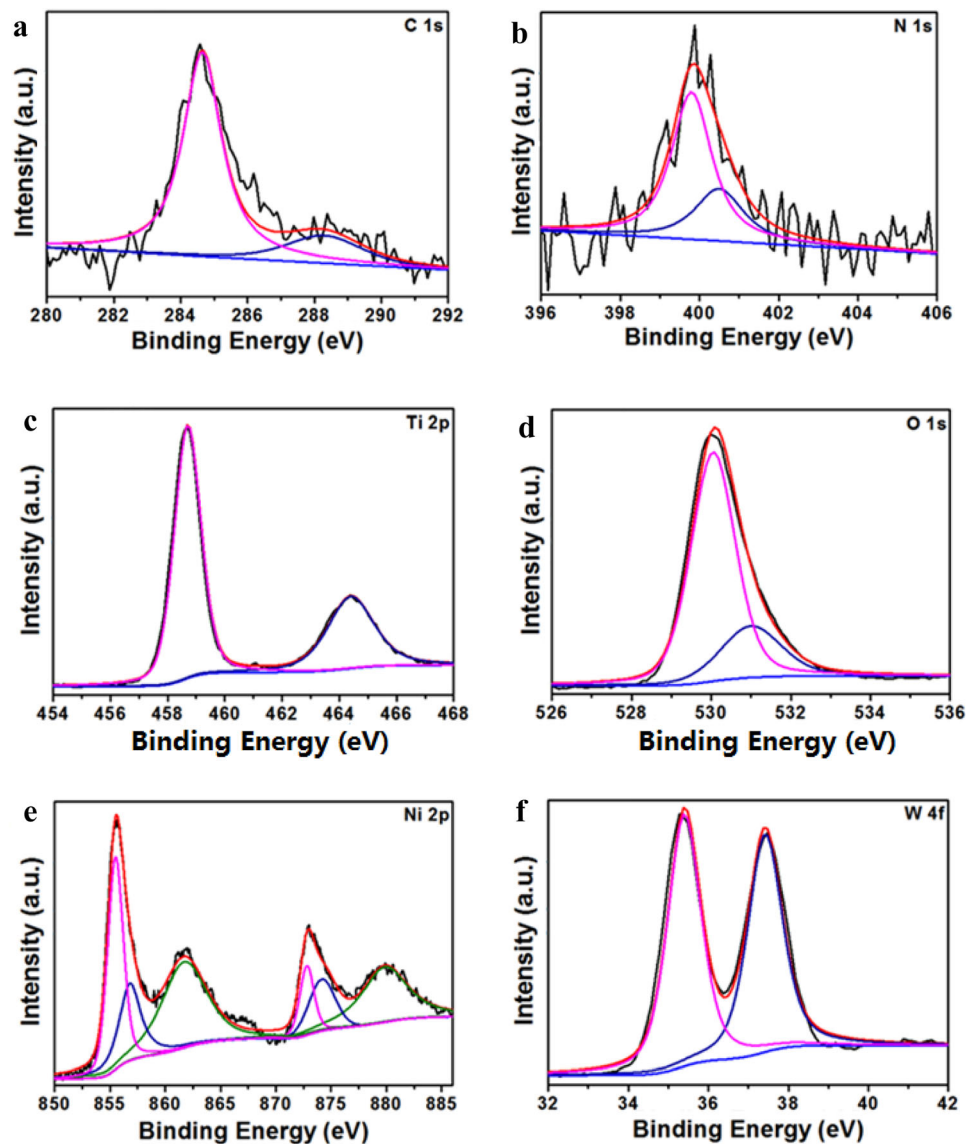 a
C 1s
Intensity (a.u.)
280 282 284 286 288 290 292
Binding Energy (eV)
b
N 1s
Intensity (a.u.)
396 398 400 402 404 406
Binding Energy (eV)
c
Ti 2p
Intensity (a.u.)
454 456 458 460 462 464 466 468
Binding Energy (eV)
d
O 1s
Intensity (a.u.)
526 528 530 532 534 536
Binding Energy (eV)
e
Ni 2p
Intensity (a.u.)
850 855 860 865 870 875 880 885
Binding Energy (eV)
f
W 4f
Intensity (a.u.)
32 34 36 38 40 42
Binding Energy (eV)